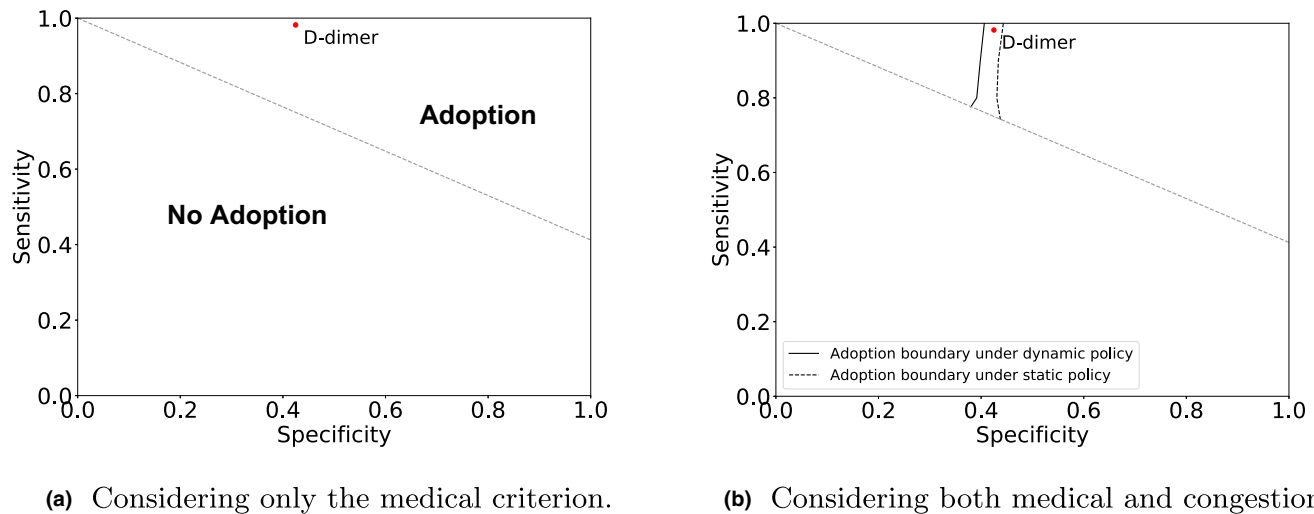 1.0
0.8
0.6
0.4
0.2
0.0
Sensitivity
D-dimer
Adoption
No Adoption
0.0 0.2 0.4 0.6 0.8 1.0
Specificity
(a) Considering only the medical criterion.
1.0
0.8
0.6
0.4
0.2
0.0
Sensitivity
D-dimer
Adoption boundary under dynamic policy
Adoption boundary under static policy
0.0 0.2 0.4 0.6 0.8 1.0
Specificity
(b) Considering both medical and congestion